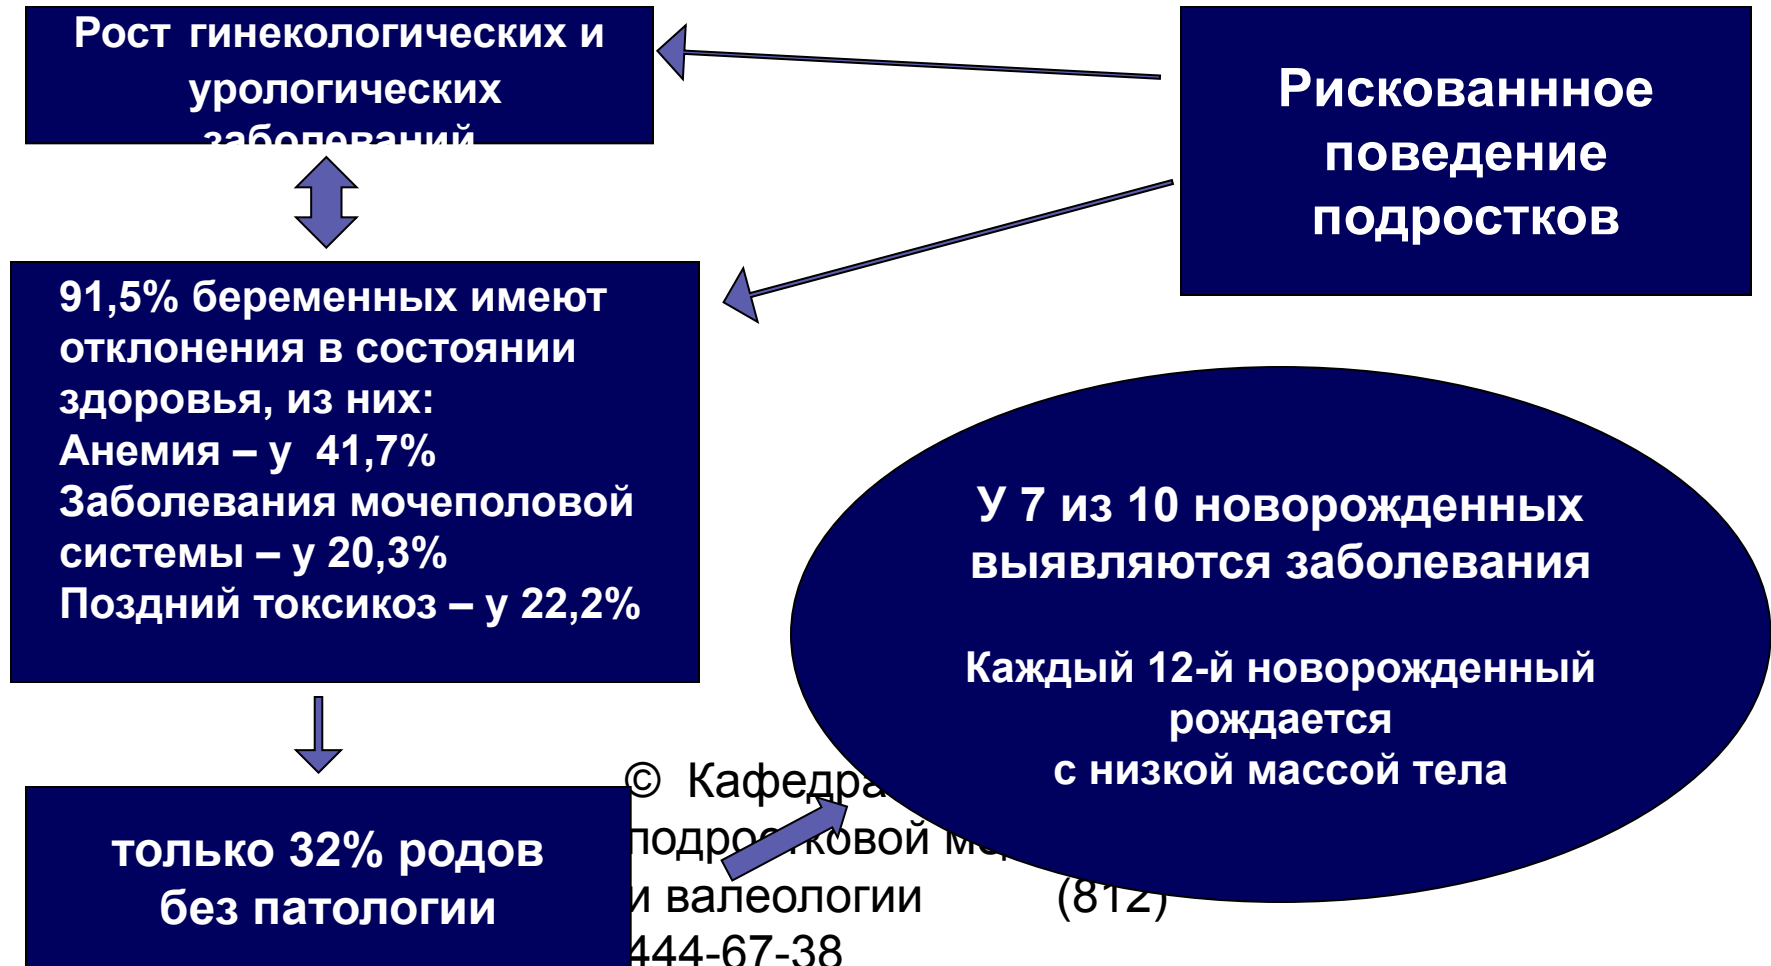 Рост гинекологических и
урологических
заболеваний
Рискованнное
поведение
подростков
91,5% беременных имеют
отклонения в состоянии
здоровья, из них:
Анемия – у 41,7%
Заболевания мочеполовой
системы – у 20,3%
Поздний токсикоз – у 22,2%
У 7 из 10 новорожденных
выявляются заболевания
Каждый 12-й новорожденный
рождается
с низкой массой тела
только 32% родов
без патологии
© Кафедра
подростковой
и валеологии (812)
444-67-38